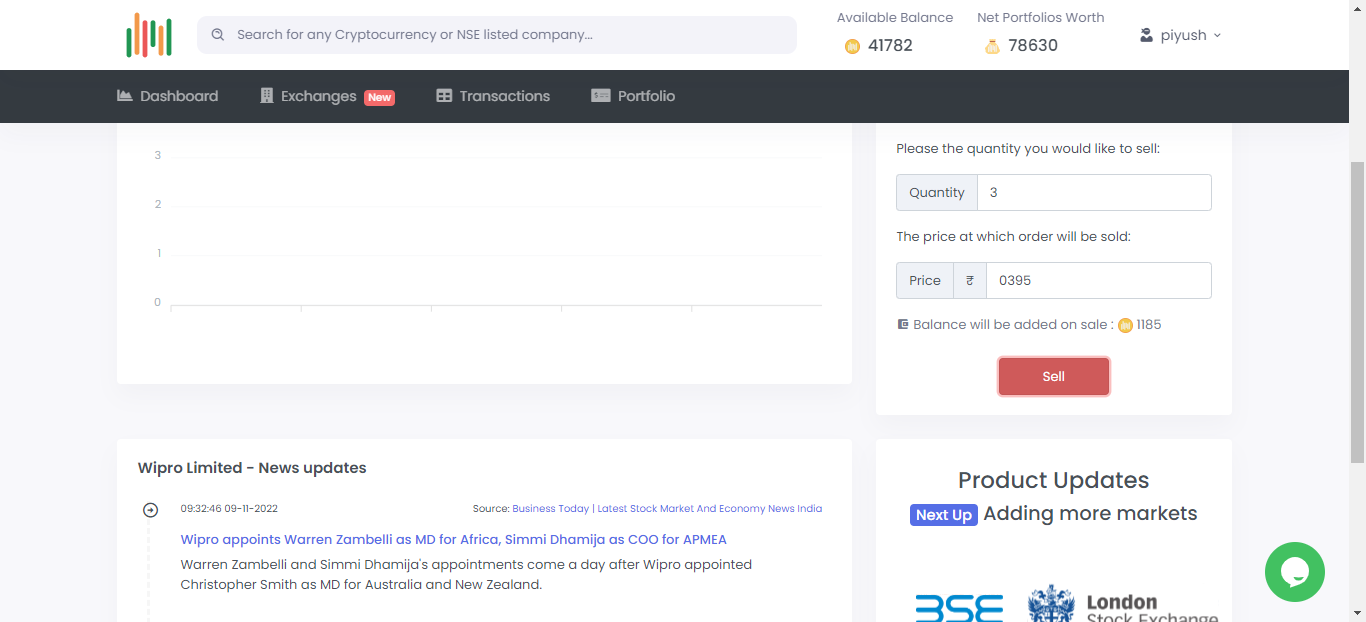 Search for any Cryptocurrency or NSE listed company...
Available Balance
41782
Net Portfolios Worth
78630
piyush
Dashboard
Exchanges New
Transactions
Portfolio
3
2
1
0
Please the quantity you would like to sell:
Quantity 3
The price at which order will be sold:
Price ₹ 0395
Balance will be added on sale : 1185
Sell
Wipro Limited - News updates
09:32:46 09-11-2022
Source: Business Today | Latest Stock Market And Economy News India
Wipro appoints Warren Zambelli as MD for Africa, Simmi Dhamija as COO for APMEA
Warren Zambelli and Simmi Dhamija's appointments come a day after Wipro appointed
Christopher Smith as MD for Australia and New Zealand.
Product Updates
Next Up Adding more markets
BSE
London
Stock Exchange